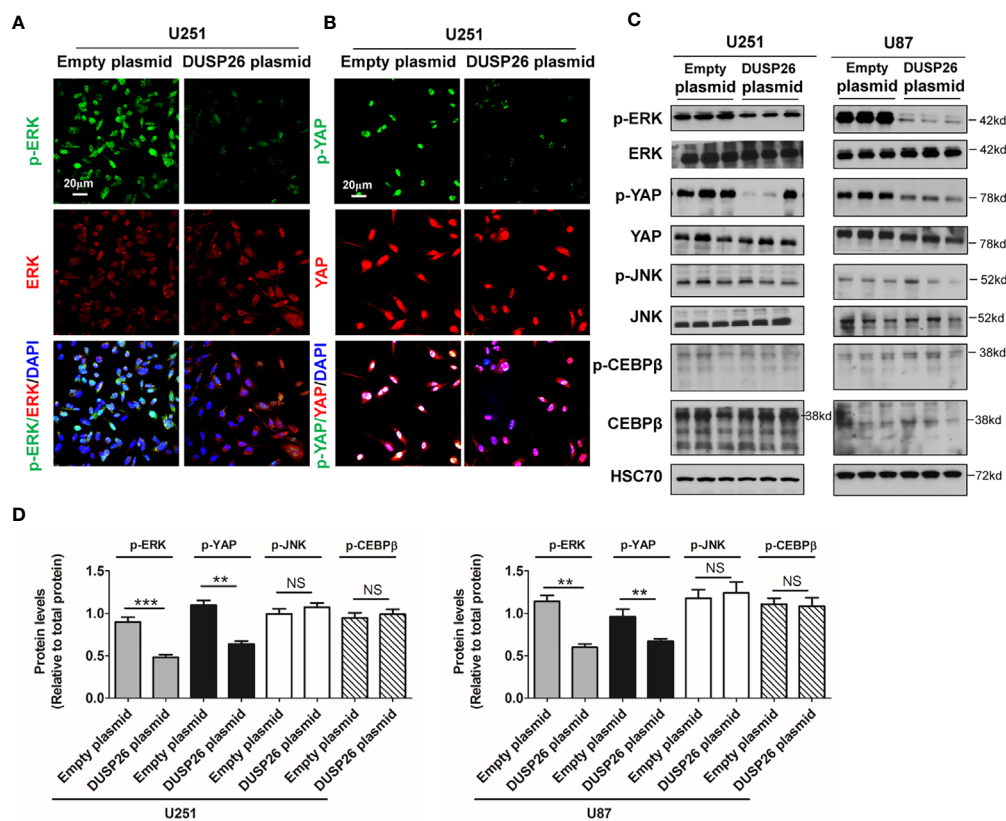 A
U251
Empty plasmid DUSP26 plasmid
p-ERK
20μm
ERK
p-ERK/ERK/DAPI
B
U251
Empty plasmid DUSP26 plasmid
p-YAP
20μm
YAP
p-YAP/YAP/DAPI
C
U251 U87
Empty plasmid DUSP26 plasmid Empty plasmid DUSP26 plasmid
p-ERK 42kd
ERK 42kd
p-YAP 78kd
YAP 78kd
p-JNK 52kd
JNK 52kd
p-CEBPβ 38kd
CEBPβ 38kd 38kd
HSC70 72kd
D
p-ERK p-YAP p-JNK p-CEBPβ
Protein levels
(Relative to total protein)
1.5
1.0
0.5
0.0
*** ** NS NS
Empty plasmid
DUSP26 plasmid
Empty plasmid
DUSP26 plasmid
Empty plasmid
DUSP26 plasmid
Empty plasmid
DUSP26 plasmid
U251
p-ERK p-YAP p-JNK p-CEBPβ
Protein levels
(Relative to total protein)
1.5
1.0
0.5
0.0
** ** NS NS
Empty plasmid
DUSP26 plasmid
Empty plasmid
DUSP26 plasmid
Empty plasmid
DUSP26 plasmid
Empty plasmid
DUSP26 plasmid
U87